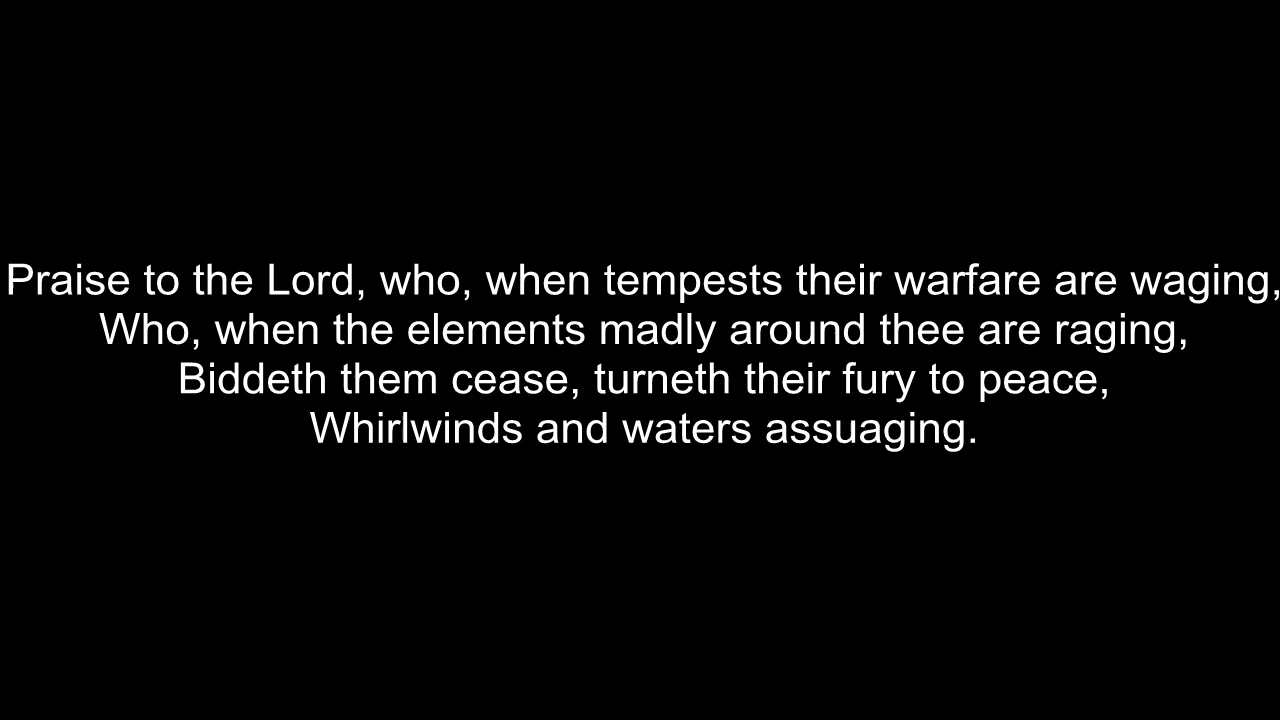 Praise to the Lord, who, when tempests their warfare are waging,
Who, when the elements madly around thee are raging,
Biddeth them cease, turneth their fury to peace,
Whirlwinds and waters assuaging.